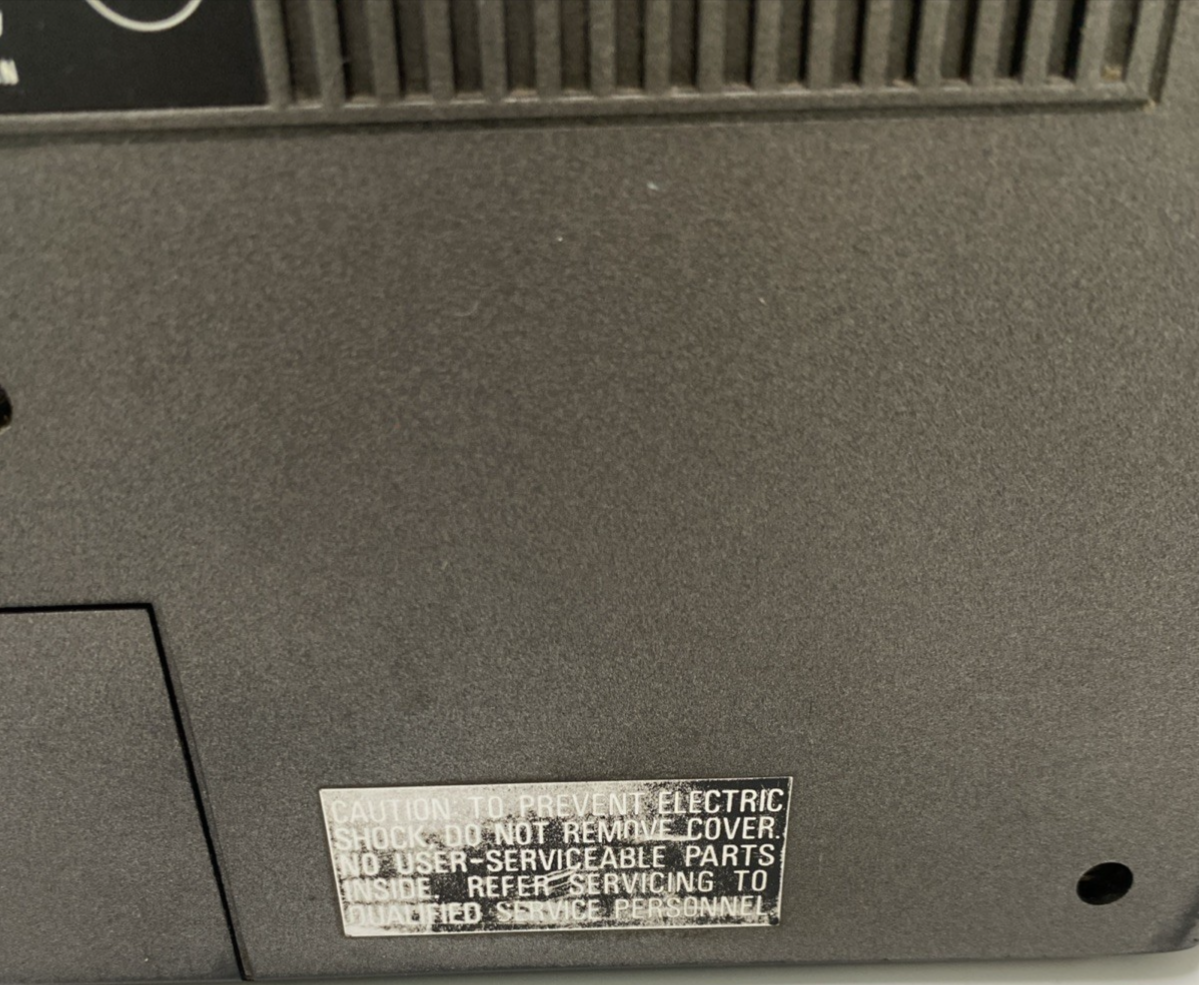 N
CAUTION: TO PREVENT ELECTRIC
SHOCK, DO NOT REMOVE COVER.
NO USER-SERVICEABLE PARTS
INSIDE. REFER SERVICING TO
QUALIFIED SERVICE PERSONNEL